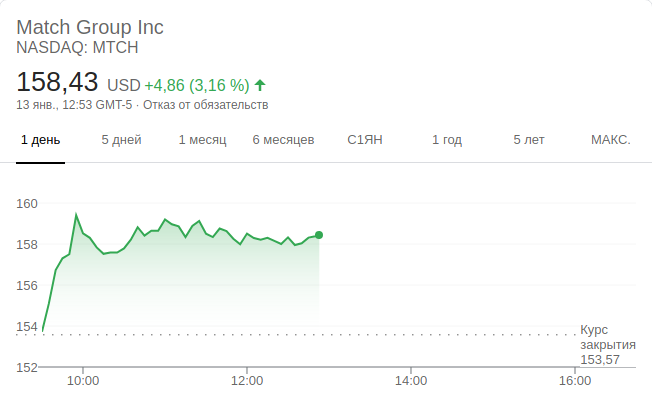 Match Group Inc
NASDAQ: MTCH
158,43 USD +4,86 (3,16 %)
13 янв., 12:53 GMT-5 · Отказ от обязательств
1 день 5 дней 1 месяц 6 месяцев С1ЯН 1 год 5 лет МАКС.
160
158
156
154
152
Курс
закрытия
153,57
10:00 12:00 14:00 16:00